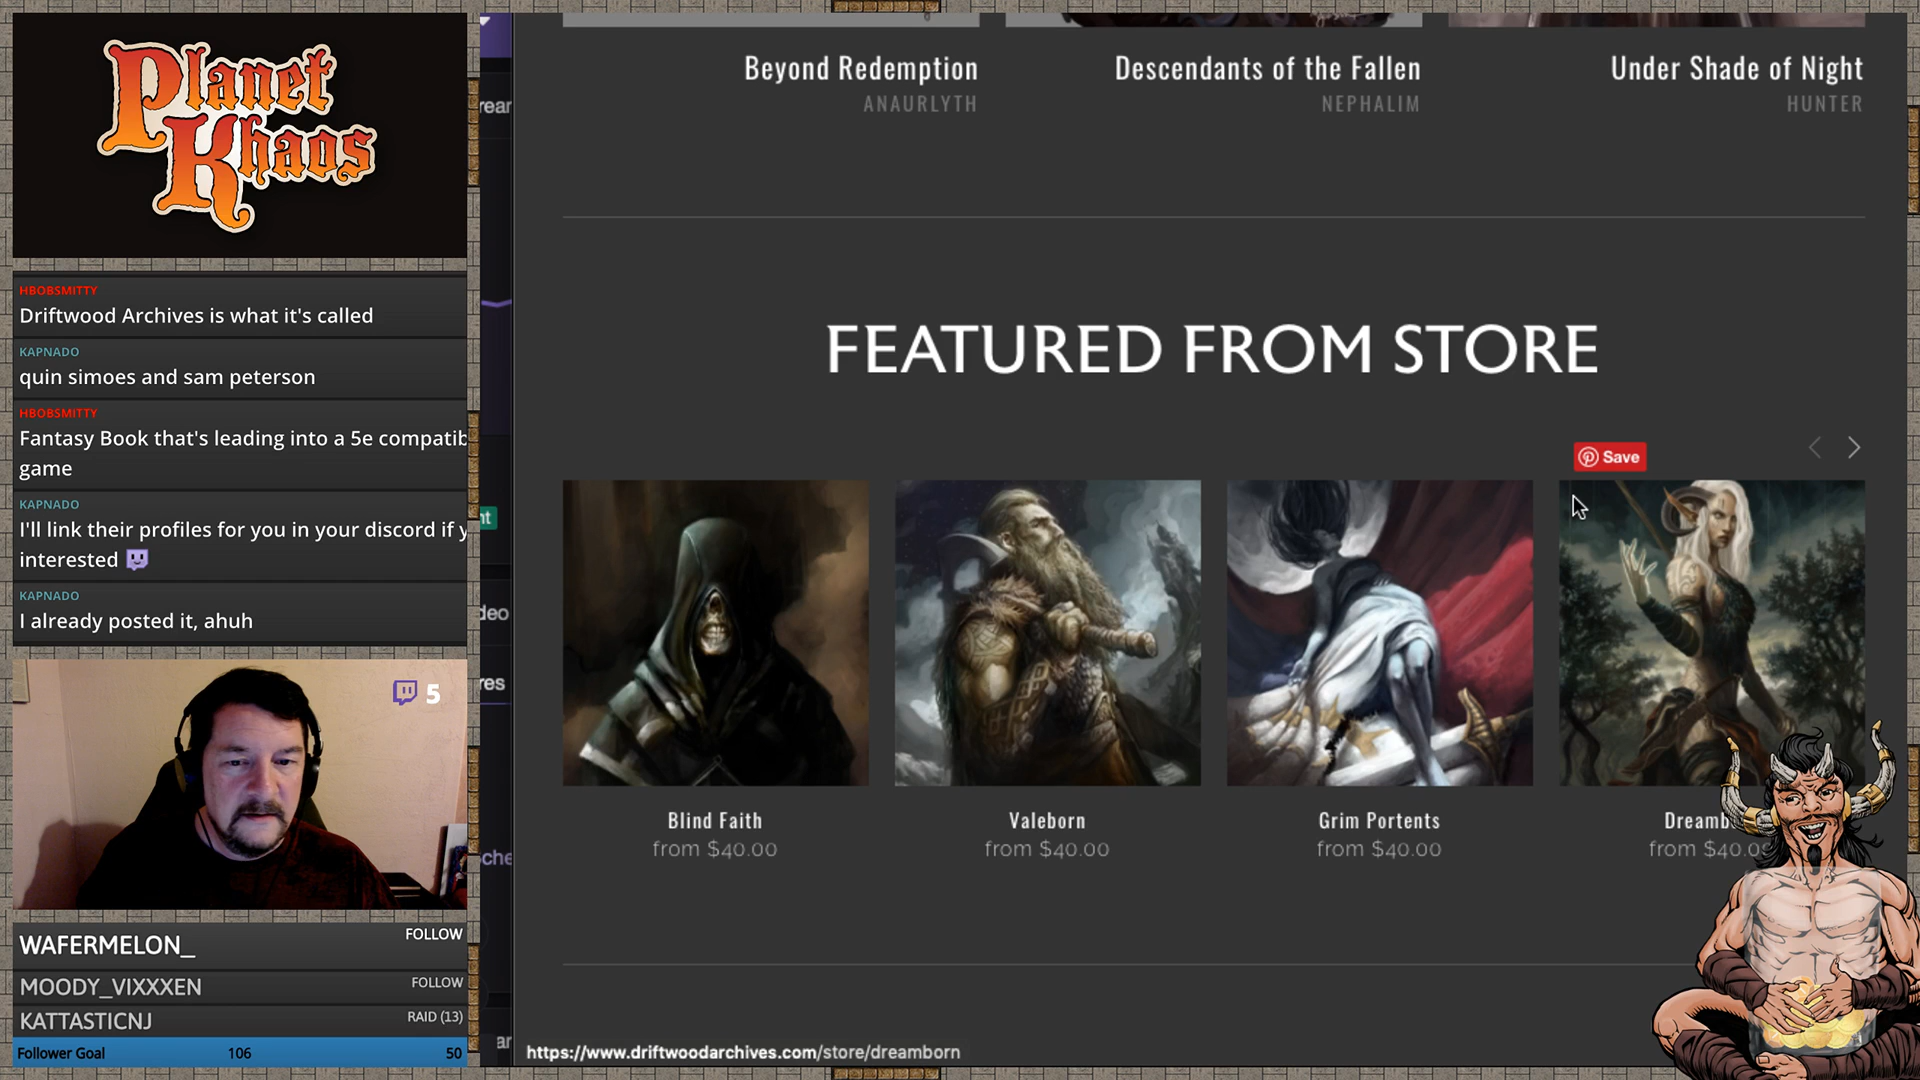 Planet
Khaos
HBOBSMITTY
Driftwood Archives is what it's called
KAPNADO
quin simoes and sam peterson
HBOBSMITTY
Fantasy Book that's leading into a 5e compatib
game
KAPNADO
I'll link their profiles for you in your discord if y
interested
KAPNADO
I already posted it, ahuh
5
WAFERMELON_ FOLLOW
MOODY_VIXXXEN FOLLOW
KATTASTICNJ RAID (13)
Follower Goal 106 50
Beyond Redemption
ANAURLYTH
Descendants of the Fallen
NEPHALIM
Under Shade of Night
HUNTER
FEATURED FROM STORE
Save
Blind Faith
from $40.00
Valeborn
from $40.00
Grim Portents
from $40.00
Dreamb
from $40.0
https://www.driftwoodarchives.com/store/dreamborn